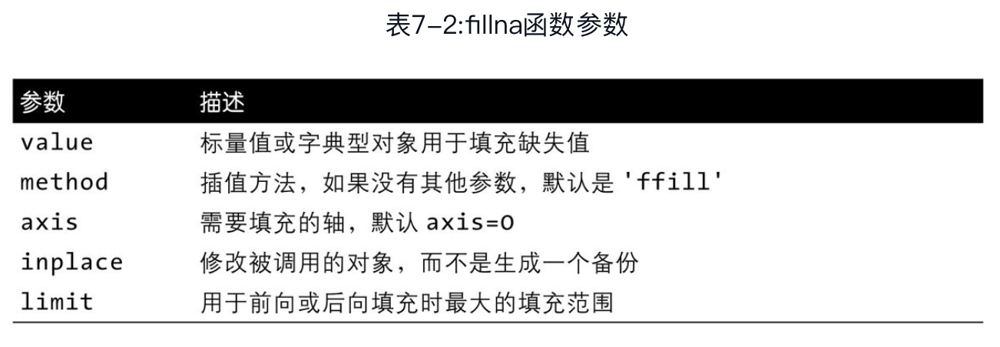 表7-2:fillna函数参数
参数 描述
value 标量值或字典型对象用于填充缺失值
method 插值方法，如果没有其他参数，默认是 'ffill'
axis 需要填充的轴，默认 axis=0
inplace 修改被调用的对象，而不是生成一个备份
limit 用于前向或后向填充时最大的填充范围